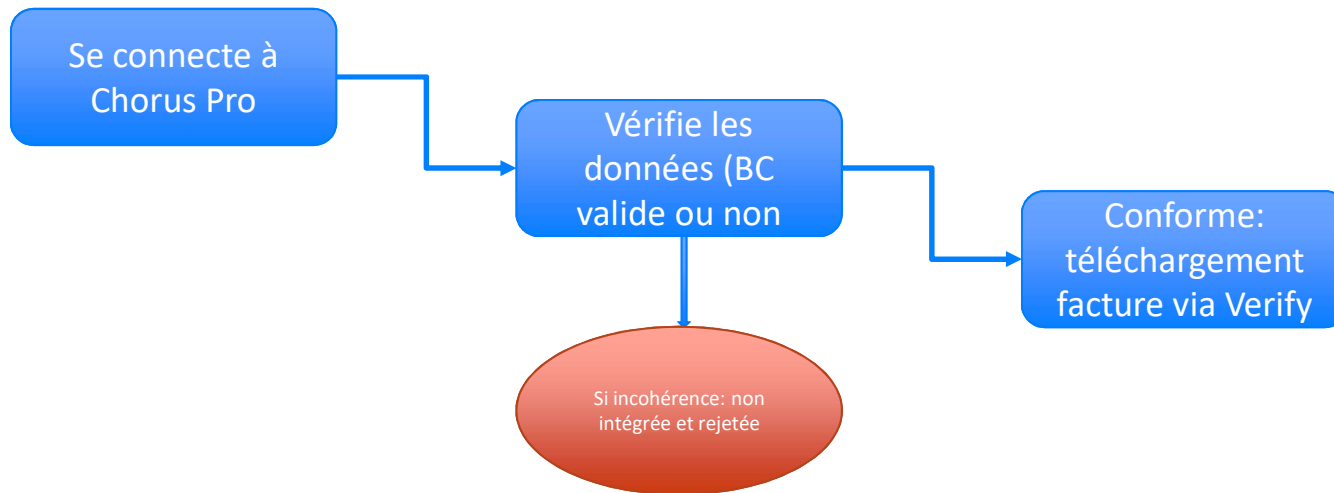 Se connecte à
Chorus Pro
Vérifie les
données (BC
valide ou non
Conforme:
téléchargement
facture via Verify
Si incohérence: non
intégrée et rejetée